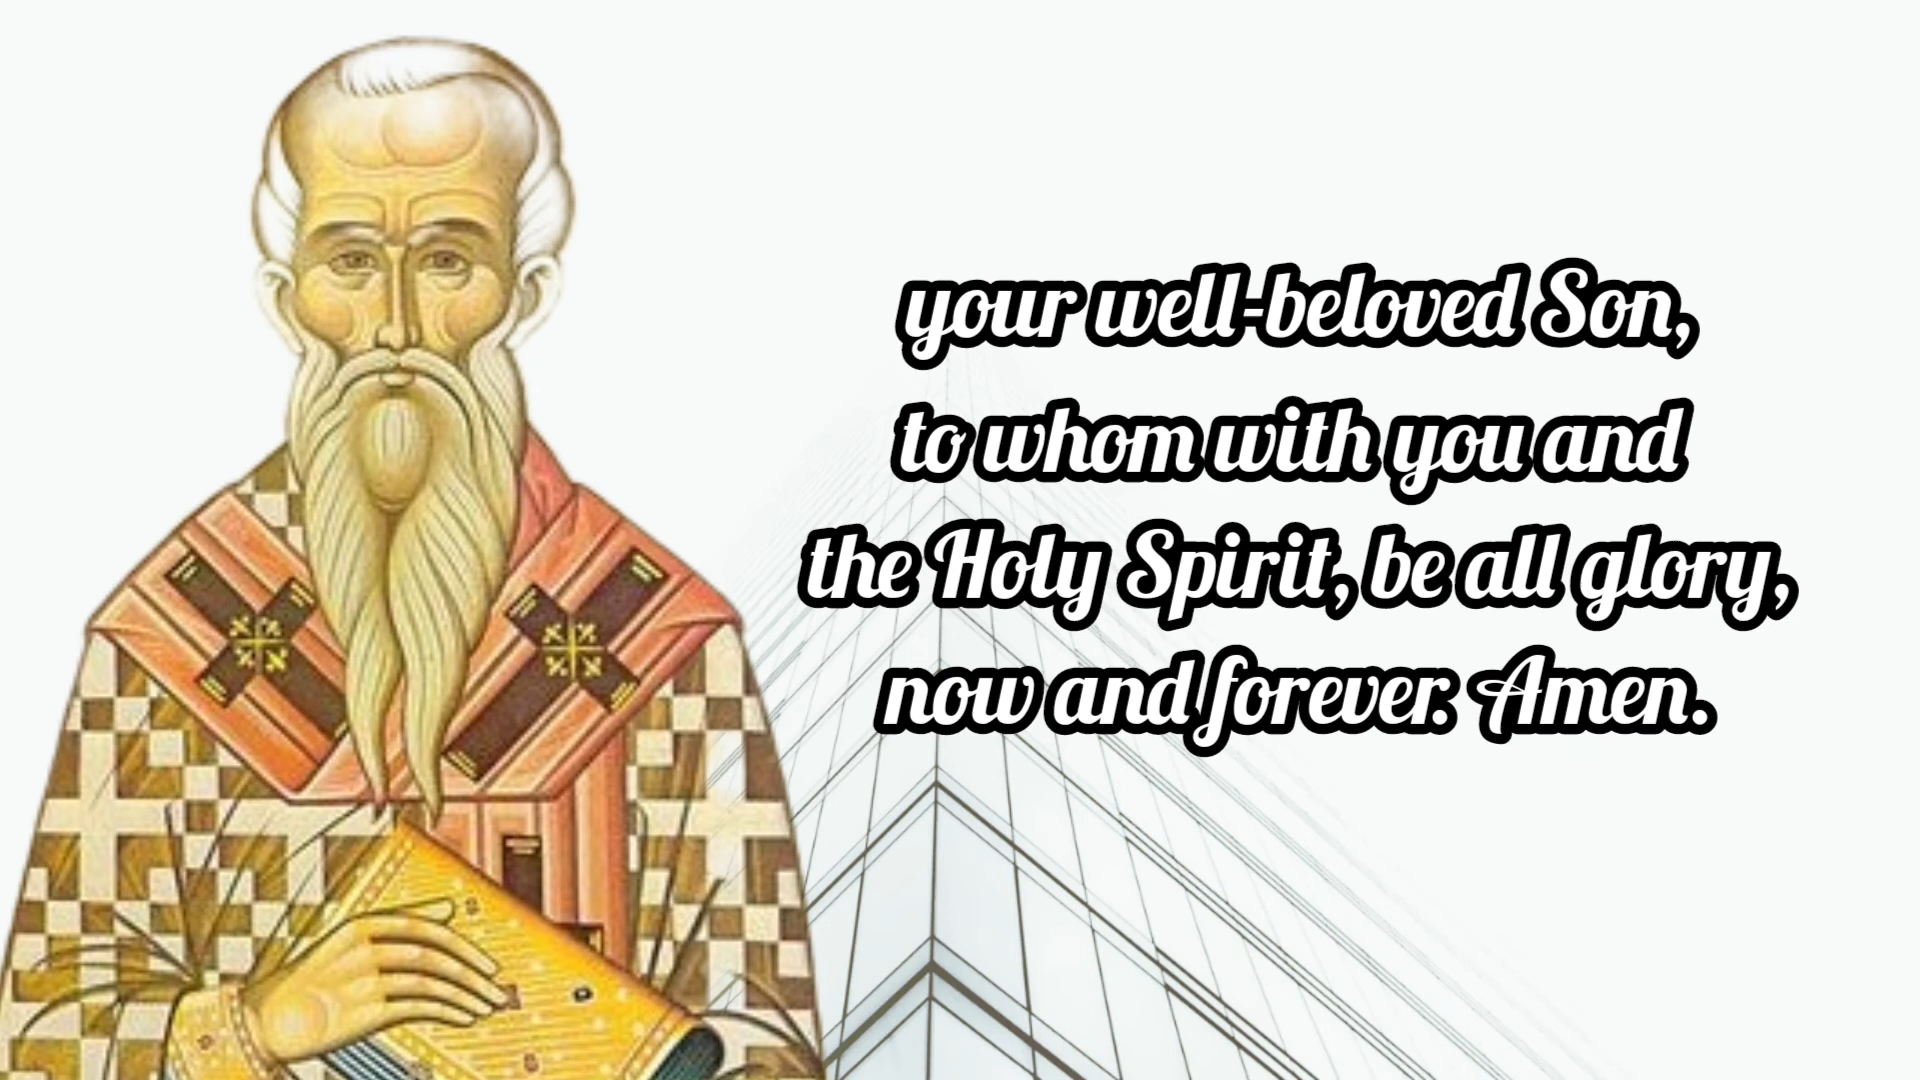 your well-beloved Son,
to whom with you and
the Holy Spirit, be all glory,
now and forever. Amen.